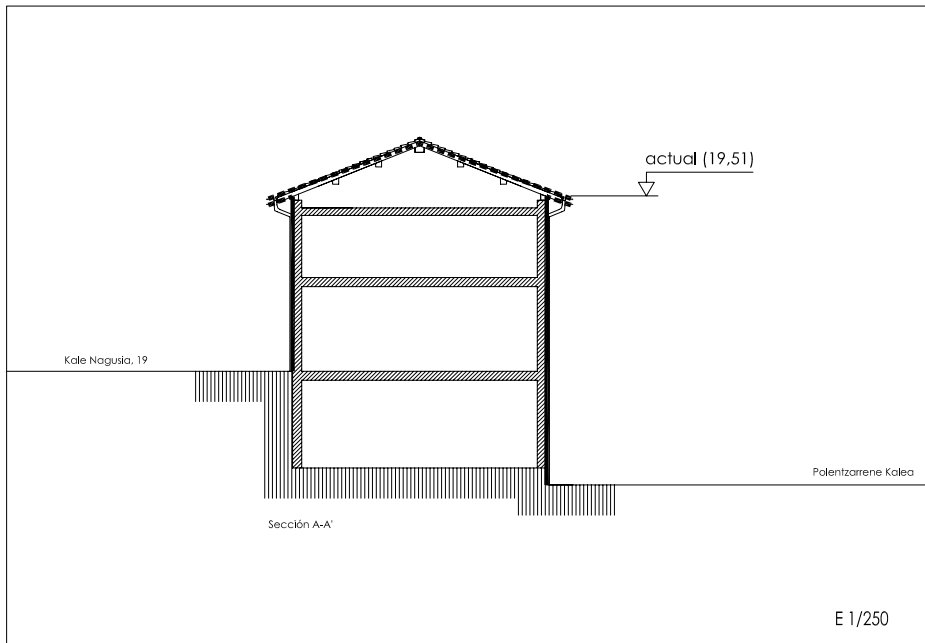 actual (19,51)
Kale Nagusia, 19
Polentzarrene Kalea
Sección A-A'
E 1/250